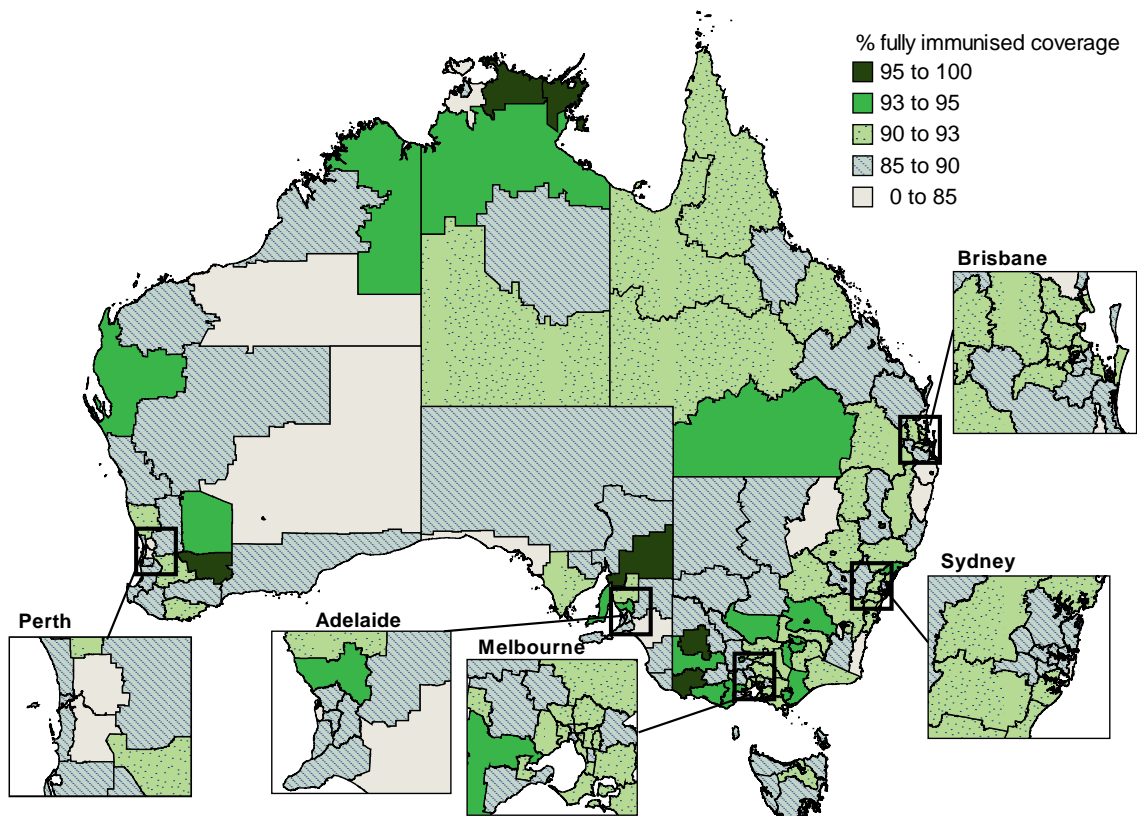 % fully immunised coverage
95 to 100
93 to 95
90 to 93
85 to 90
0 to 85
Brisbane
Sydney
Perth
Adelaide
Melbourne